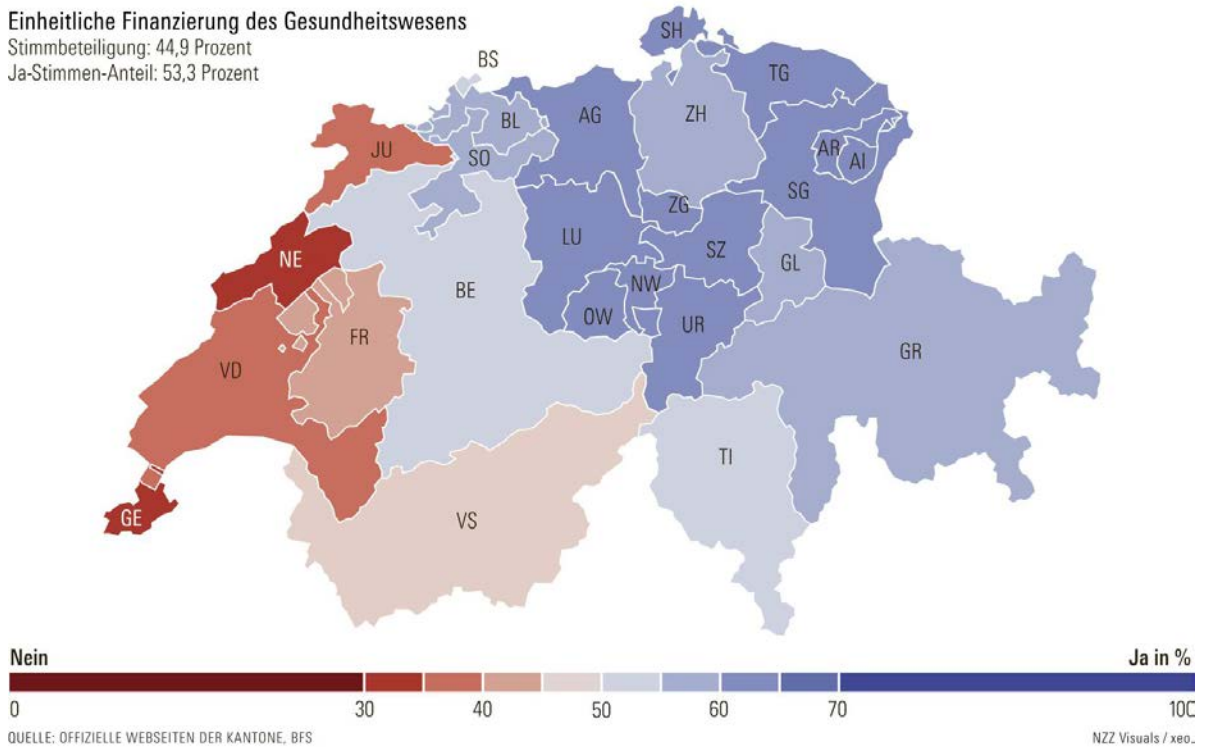 Einheitliche Finanzierung des Gesundheitswesens
Stimmbeteiligung: 44,9 Prozent
Ja-Stimmen-Anteil: 53,3 Prozent
SH
BS
TG
AG
ZH
BL
JU
SO
AR
AI
SG
ZG
LU
SZ
NE
GL
NW
BE
OW
UR
FR
GR
VD
TI
GE
VS
Nein
Ja in %
0 30 40 50 60 70 100
QUELLE: OFFIZIELLE WEBSEITEN DER KANTONE, BFS
NZZ Visuals / xeo.